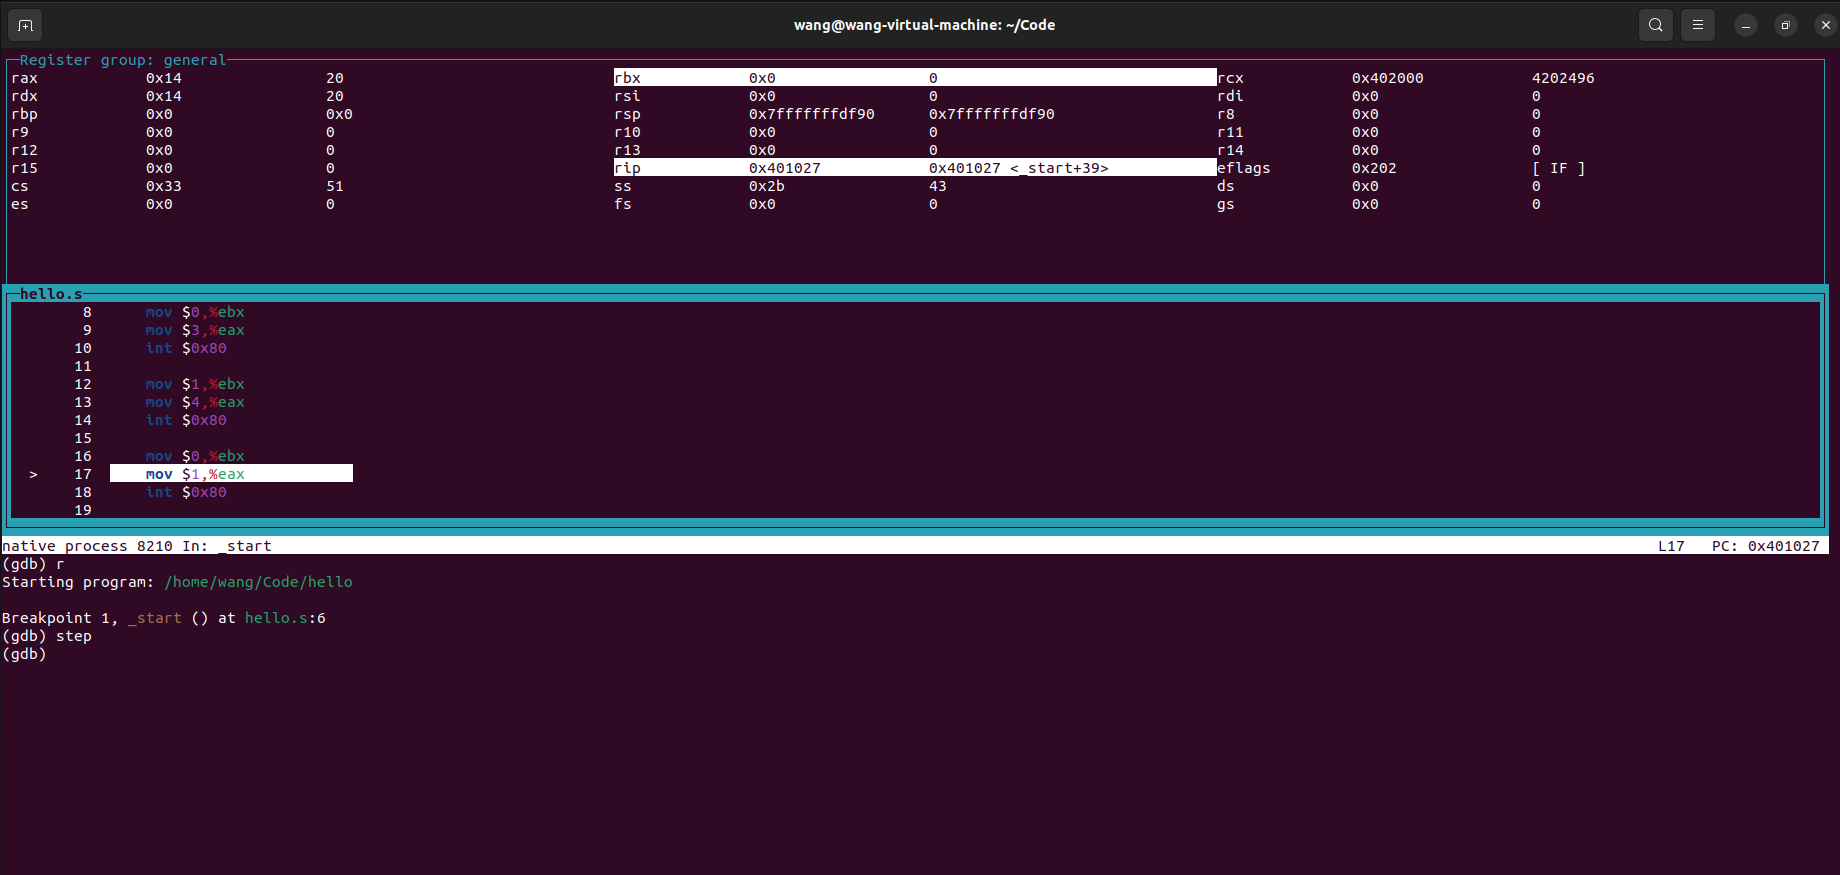 wang@wang-virtual-machine: ~/Code
Register group: general
rax 0x14 20 rbx 0x0 0 rcx 0x402000 4202496
rdx 0x14 20 rsi 0x0 0 rdi 0x0 0
rbp 0x0 0x0 rsp 0x7fffffffdf90 0x7fffffffdf90 r8 0x0 0
r9 0x0 0 r10 0x0 0 r11 0x0 0
r12 0x0 0 r13 0x0 0 r14 0x0 0
r15 0x0 0 rip 0x401027 0x401027 <_start+39> eflags 0x202 [ IF ]
cs 0x33 51 ss 0x2b 43 ds 0x0 0
es 0x0 0 fs 0x0 0 gs 0x0 0
hello.s
8 mov $0,%ebx
9 mov $3,%eax
10 int $0x80
11
12 mov $1,%ebx
13 mov $4,%eax
14 int $0x80
15
16 mov $0,%ebx
> 17 mov $1,%eax
18 int $0x80
19
native process 8210 In: _start L17 PC: 0x401027
(gdb) r
Starting program: /home/wang/Code/hello
Breakpoint 1, _start () at hello.s:6
(gdb) step
(gdb)